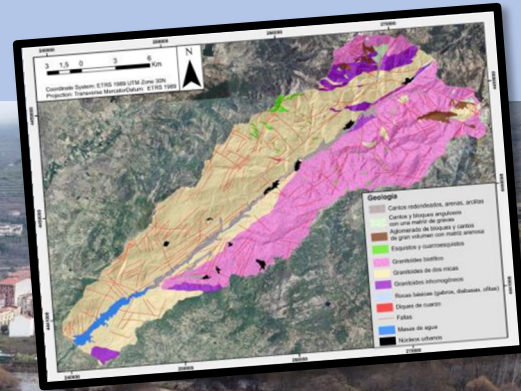 3 1,5 0 3 6
Km
N
Coordinate System: ETRS 1989 UTM Zone 30N
Projection: Transverse Mercator Datum: ETRS 1989
Geología
Cantos redondeados, arenas, arcillas
Cantos y bloques angulosos
con una matriz de gravas
Aglomerado de bloques y cantos
de gran volumen con matriz arenosa
Esquistos y cuarzoesquistos
Granitoides biotítico
Granitoides de dos micas
Granitoides inhomogéneos
Rocas básicas (gabros, diabasas, ofitas)
Diques de cuarzo
Fallas
Masas de agua
Núcleos urbanos